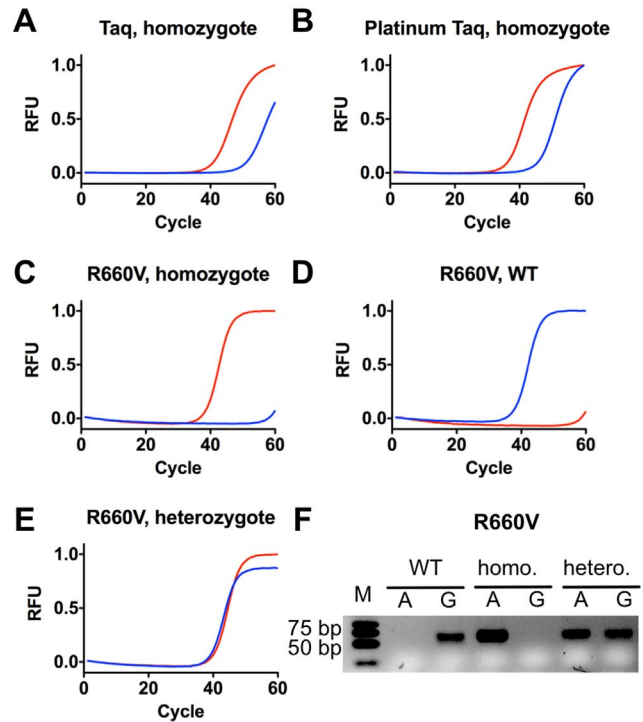 A
Taq, homozygote
RFU
1.0
0.5
0.0
0 20 40 60
Cycle
B
Platinum Taq, homozygote
RFU
1.0
0.5
0.0
0 20 40 60
Cycle
C
R660V, homozygote
RFU
1.0
0.5
0.0
0 20 40 60
Cycle
D
R660V, WT
RFU
1.0
0.5
0.0
0 20 40 60
Cycle
E
R660V, heterozygote
RFU
1.0
0.5
0.0
0 20 40 60
Cycle
F
R660V
WT homo. hetero.
M A G A G A G
75 bp
50 bp